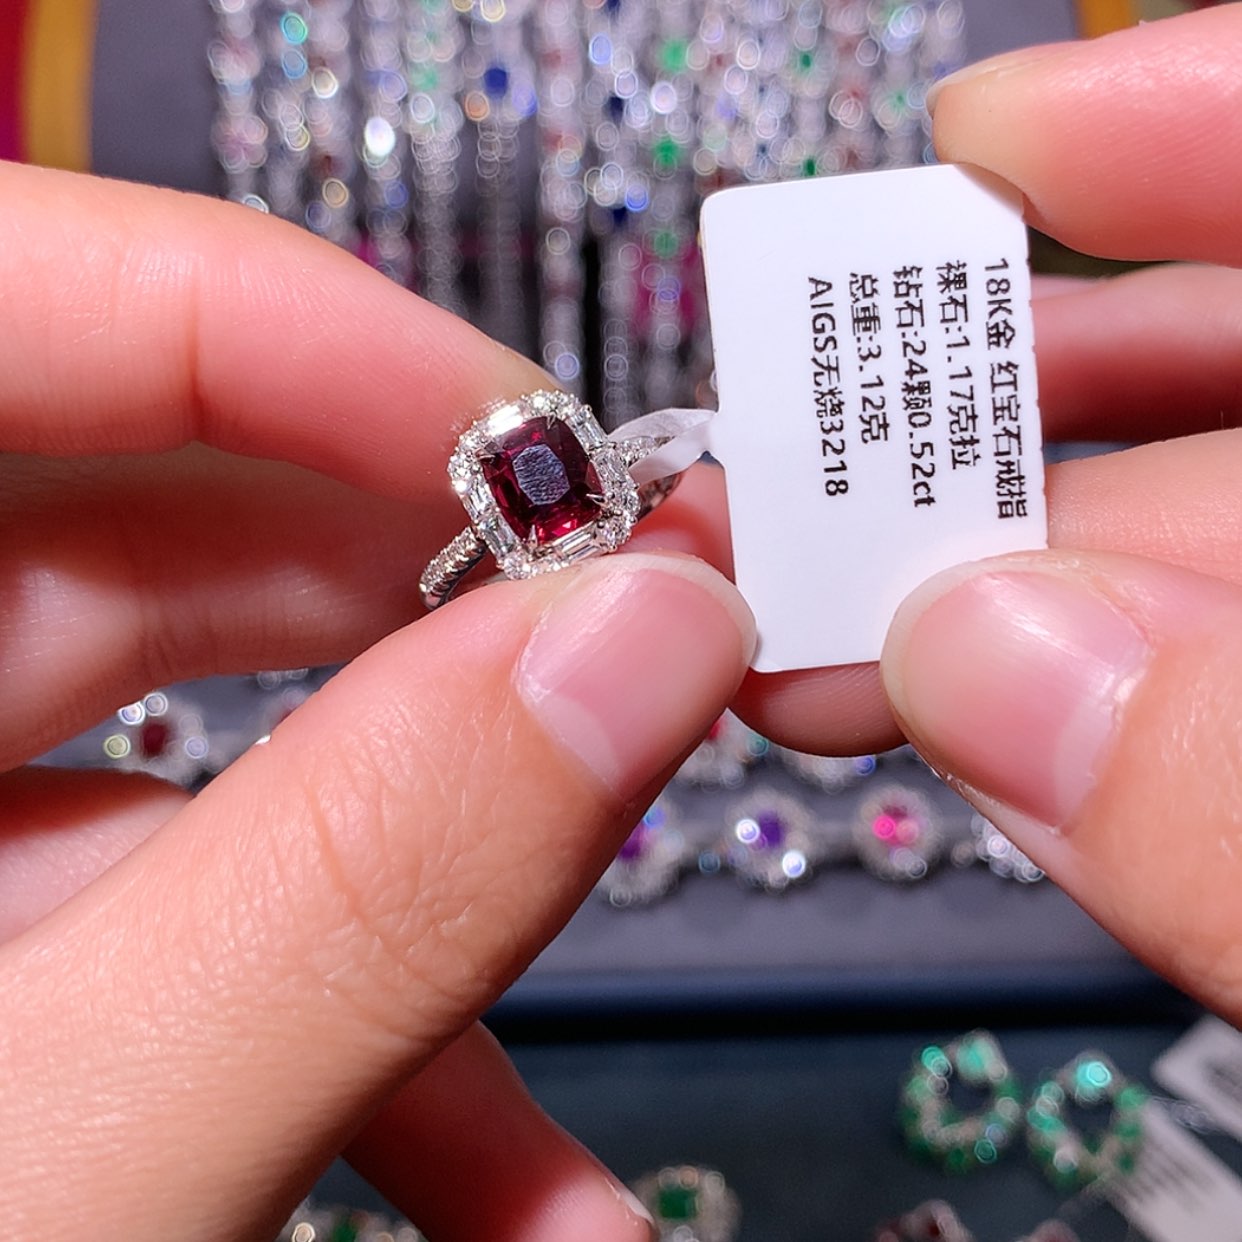 18K金 红宝石戒指
裸石:1.17克拉
钻石:24颗0.52ct
总重:3.12克
AIGS无烧3218